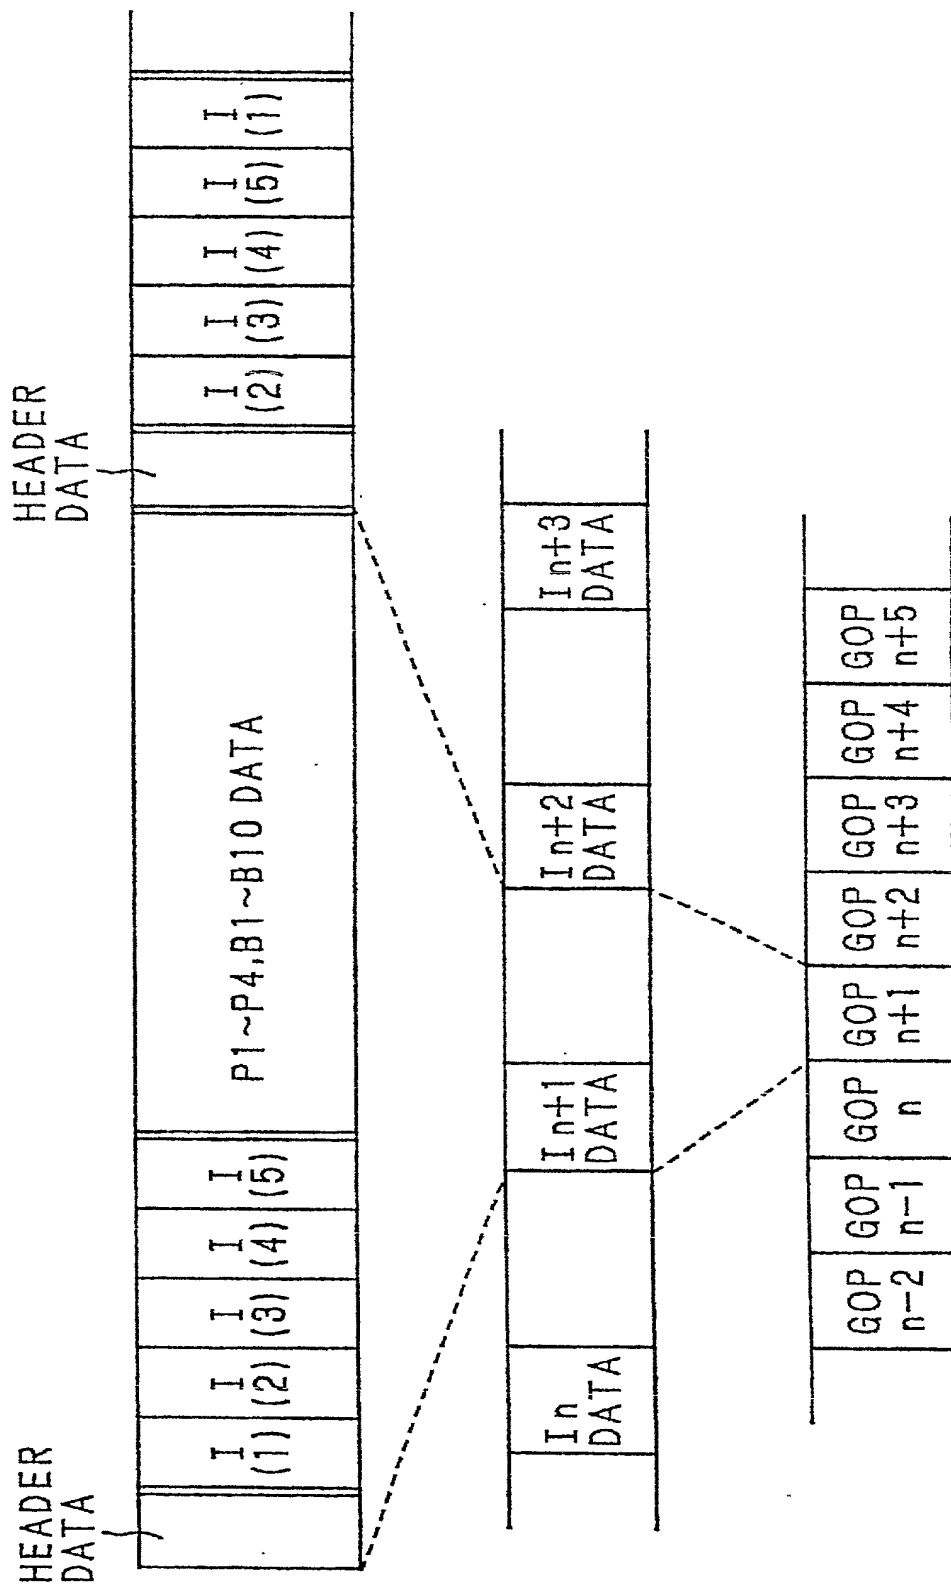 HEADER
DATA
HEADER
DATA
I
(1)
I
(2)
I
(3)
I
(4)
I
(5)
P1~P4,B1~B10 DATA
I
(2)
I
(3)
I
(4)
I
(5)
I
(1)
In
DATA
In+1
DATA
In+2
DATA
In+3
DATA
GOP
n-2
GOP
n-1
GOP
n
GOP
n+1
GOP
n+2
GOP
n+3
GOP
n+4
GOP
n+5